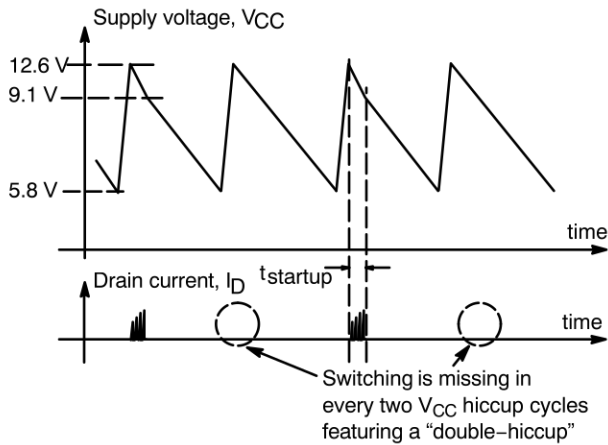 Supply voltage, VCC
12.6 V
9.1 V
5.8 V
time
tstartup
Drain current, ID
time
Switching is missing in
every two VCC hiccup cycles
featuring a “double−hiccup”